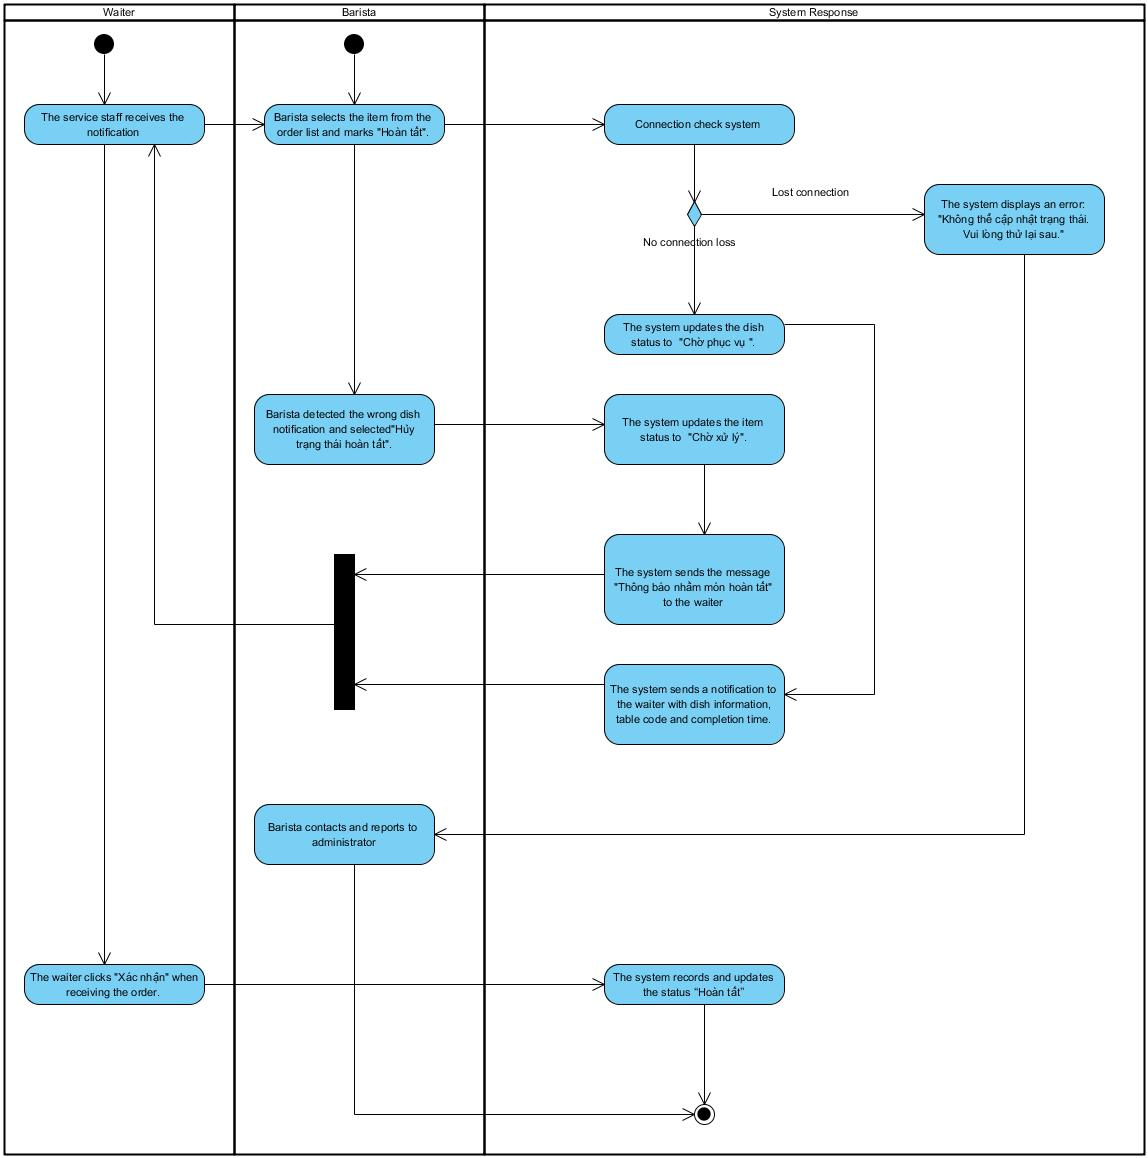 Waiter
Barista
System Response
The service staff receives the
notification
Barista selects the item from the
order list and marks "Hoàn tất".
Connection check system
Lost connection
The system displays an error:
"Không thể cập nhật trạng thái.
Vui lòng thử lại sau."
No connection loss
The system updates the dish
status to  "Chờ phục vụ ".
Barista detected the wrong dish
notification and selected"Hủy
trạng thái hoàn tất".
The system updates the item
status to  "Chờ xử lý".
The system sends the message
"Thông báo nhầm món hoàn tất"
to the waiter
The system sends a notification to
the waiter with dish information,
table code and completion time.
Barista contacts and reports to
administrator
The waiter clicks "Xác nhận" when
receiving the order.
The system records and updates
the status “Hoàn tất”